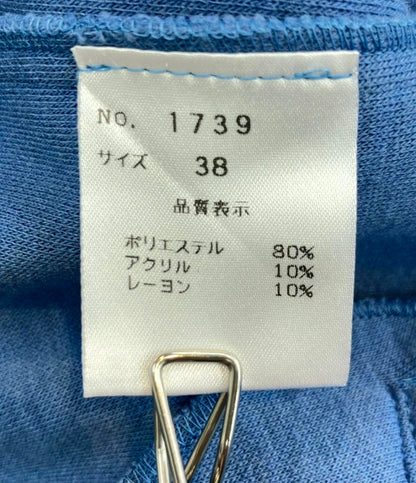 NO. 1739
サイズ 38
品質表示
ポリエステル 80%
アクリル 10%
レーヨン 10%